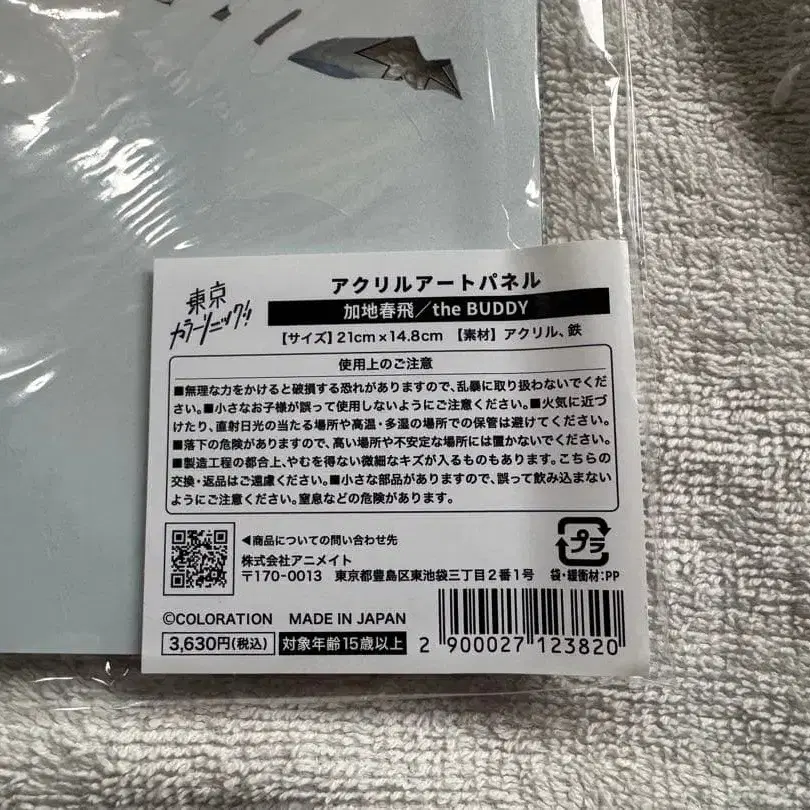 東京
カラーソニック!!
アクリルアートパネル
加地春飛/the BUDDY
【サイズ】21cm×14.8cm 【素材】アクリル、鉄
使用上のご注意
■無理な力をかけると破損する恐れがありますので、乱暴に取り扱わないでくだ
さい。■小さなお子様が誤って使用しないようにご注意ください。■火気に近づ
けたり、直射日光の当たる場所や高温・多湿の場所での保管は避けてください。
■落下の危険がありますので、高い場所や不安定な場所には置かないでください。
■製造工程の都合上、やむを得ない微細なキズが入るものもあります。こちらの
交換・返品はご遠慮ください。■小さな部品がありますので、誤って飲み込まない
ようにご注意ください。窒息などの危険があります。
◀商品についての問い合わせ先
株式会社アニメイト
〒170-0013 東京都豊島区東池袋三丁目2番1号
プラ
袋・緩衝材:PP
©COLORATION MADE IN JAPAN
3,630円(税込)
対象年齢15歳以上
2 900027 123820